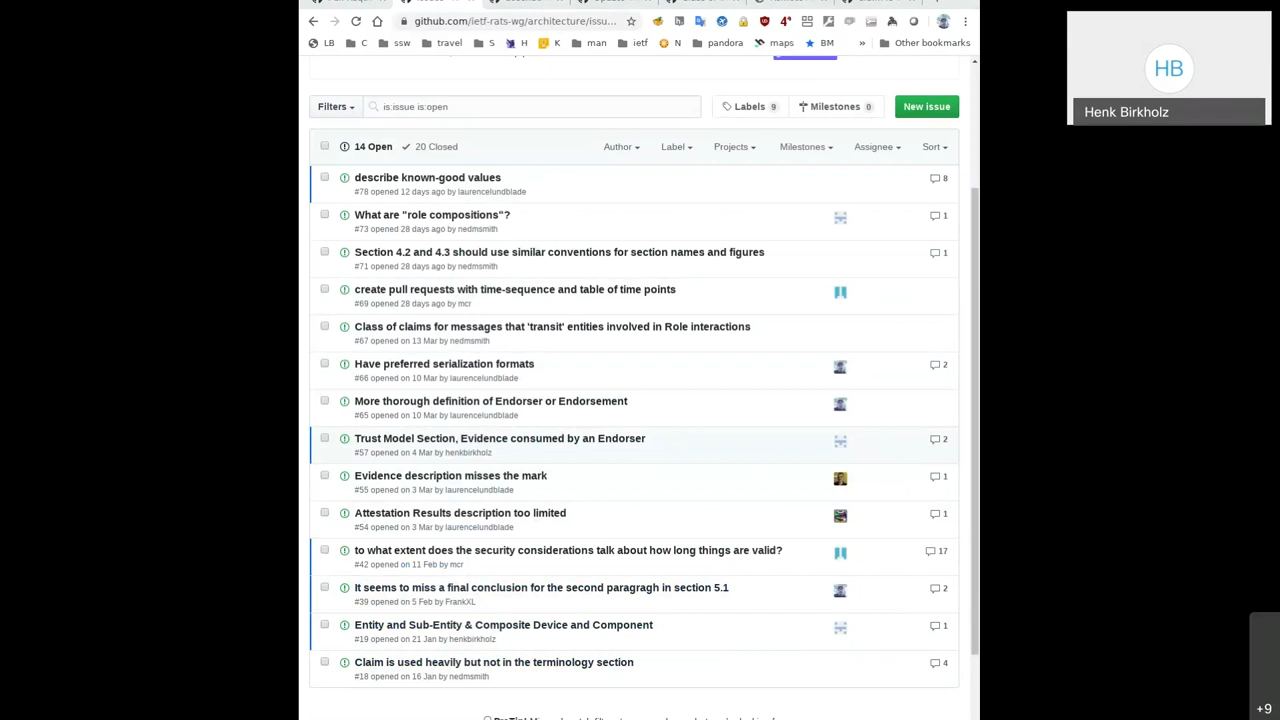 github.com/ietf-rats-wg/architecture/issu...
LB C ssw travel S H K man ietf N pandora maps BM » Other bookmarks
Filters is:issue is:open Labels 9 Milestones 0 New issue
14 Open 20 Closed Author Label Projects Milestones Assignee Sort
describe known-good values 8
#78 opened 12 days ago by laurencelundblade
What are "role compositions"? 1
#73 opened 28 days ago by nedmsmith
Section 4.2 and 4.3 should use similar conventions for section names and figures 1
#71 opened 28 days ago by nedmsmith
create pull requests with time-sequence and table of time points
#69 opened 28 days ago by mcr
Class of claims for messages that 'transit' entities involved in Role interactions
#67 opened on 13 Mar by nedmsmith
Have preferred serialization formats 2
#66 opened on 10 Mar by laurencelundblade
More thorough definition of Endorser or Endorsement
#65 opened on 10 Mar by laurencelundblade
Trust Model Section, Evidence consumed by an Endorser 2
#57 opened on 4 Mar by henkbirkholz
Evidence description misses the mark 1
#55 opened on 3 Mar by laurencelundblade
Attestation Results description too limited 1
#54 opened on 3 Mar by laurencelundblade
to what extent does the security considerations talk about how long things are valid? 17
#42 opened on 11 Feb by mcr
It seems to miss a final conclusion for the second paragragh in section 5.1 2
#39 opened on 5 Feb by FrankXL
Entity and Sub-Entity & Composite Device and Component 1
#19 opened on 21 Jan by henkbirkholz
Claim is used heavily but not in the terminology section 4
#18 opened on 16 Jan by nedmsmith
HB
Henk Birkholz
+9